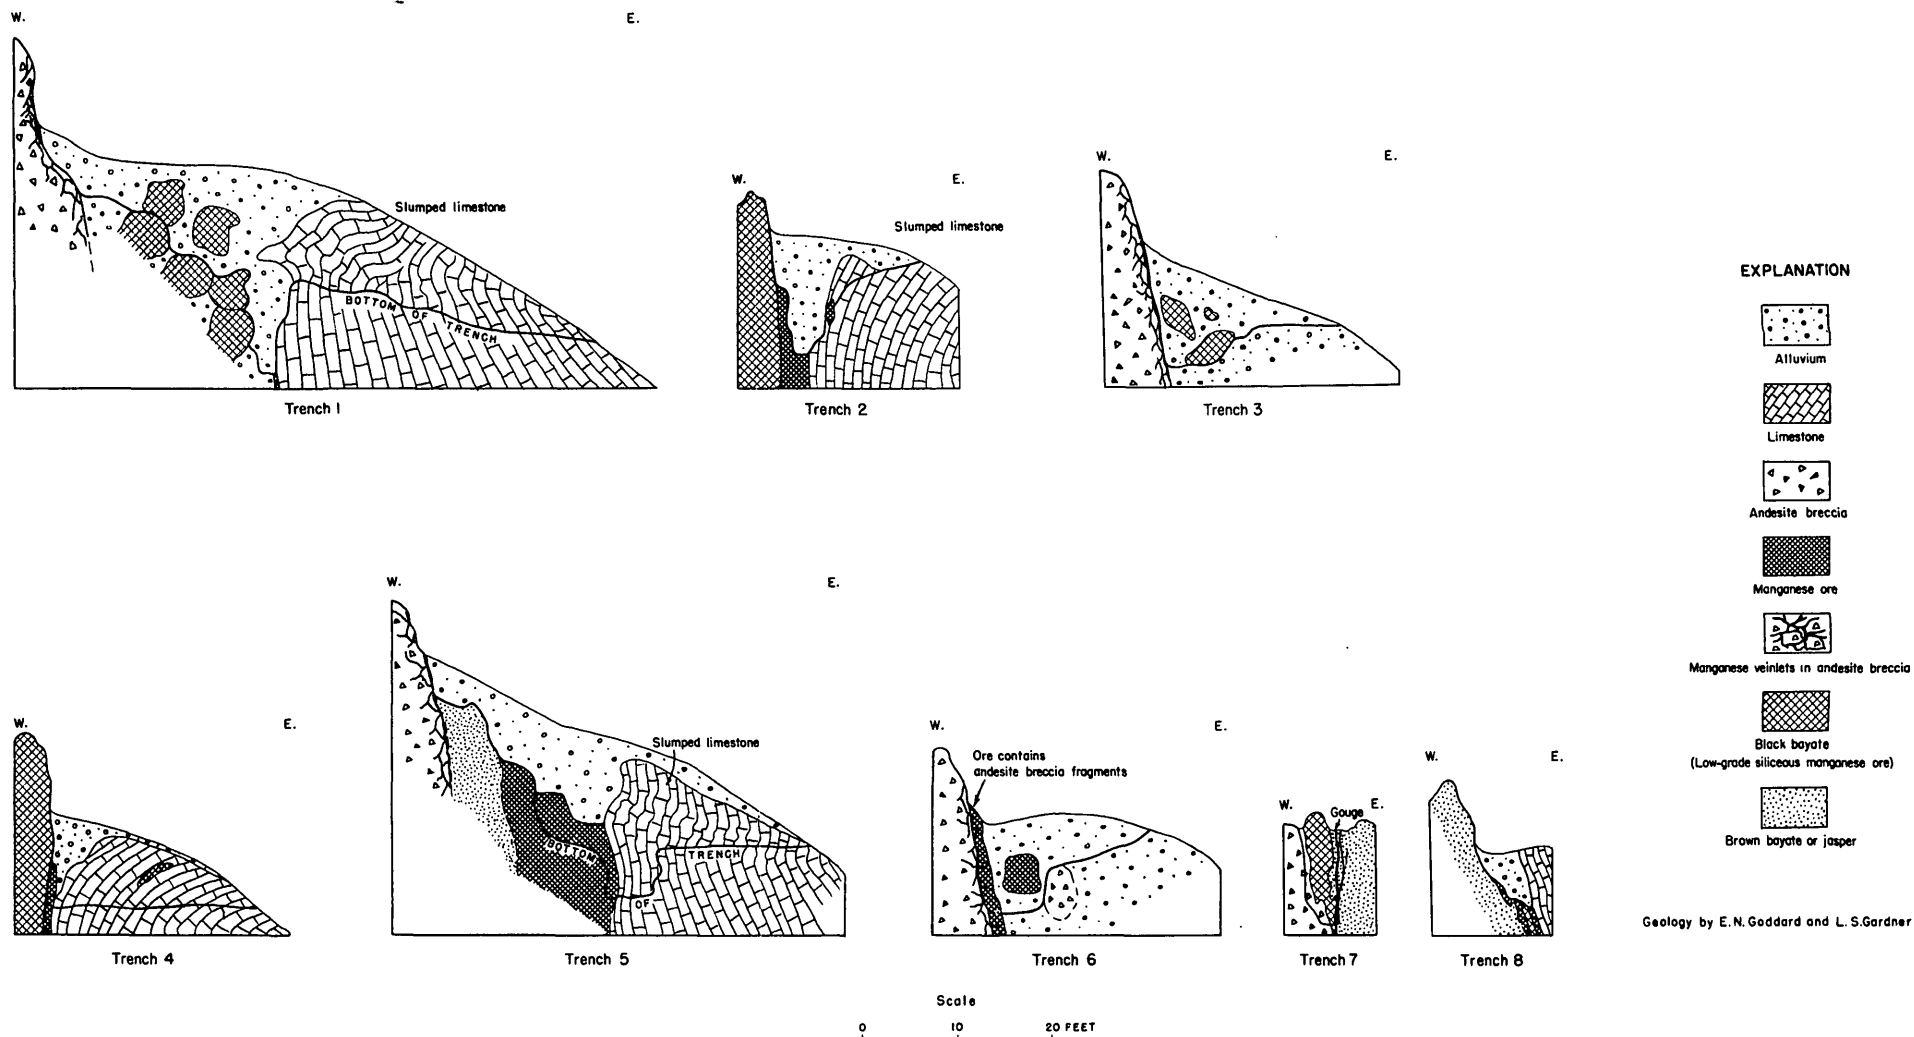 W.
E.
Slumped limestone
BOTTOM OF TRENCH
Trench 1
W.
E.
Slumped limestone
Trench 2
W.
E.
Trench 3
W.
E.
Trench 4
W.
E.
Slumped limestone
BOTTOM OF TRENCH
Trench 5
W.
E.
Ore contains
andesite breccia fragments
Trench 6
W.
E.
Gouge
Trench 7
W.
E.
Trench 8
EXPLANATION
Alluvium
Limestone
Andesite breccia
Manganese ore
Manganese veinlets in andesite breccia
Black bayate
(Low-grade siliceous manganese ore)
Brown bayate or jasper
Geology by E.N. Goddard and L.S. Gardner
Scale
0 10 20 FEET